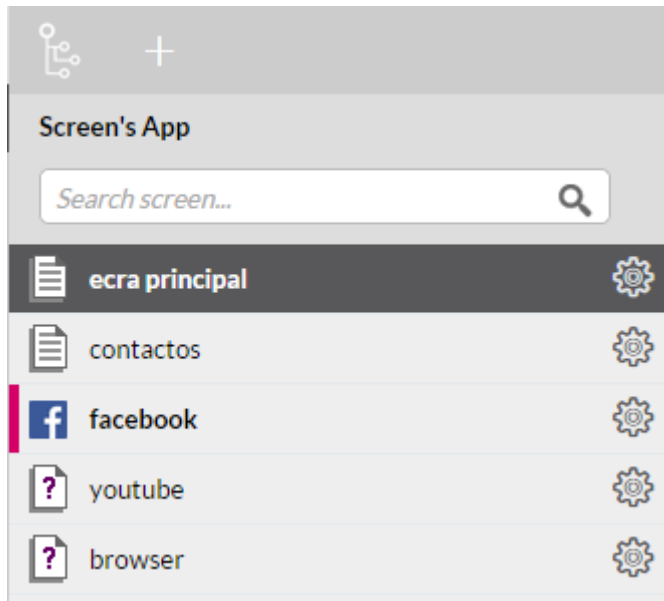 Screen's App
Search screen...
ecra principal
contactos
facebook
youtube
browser